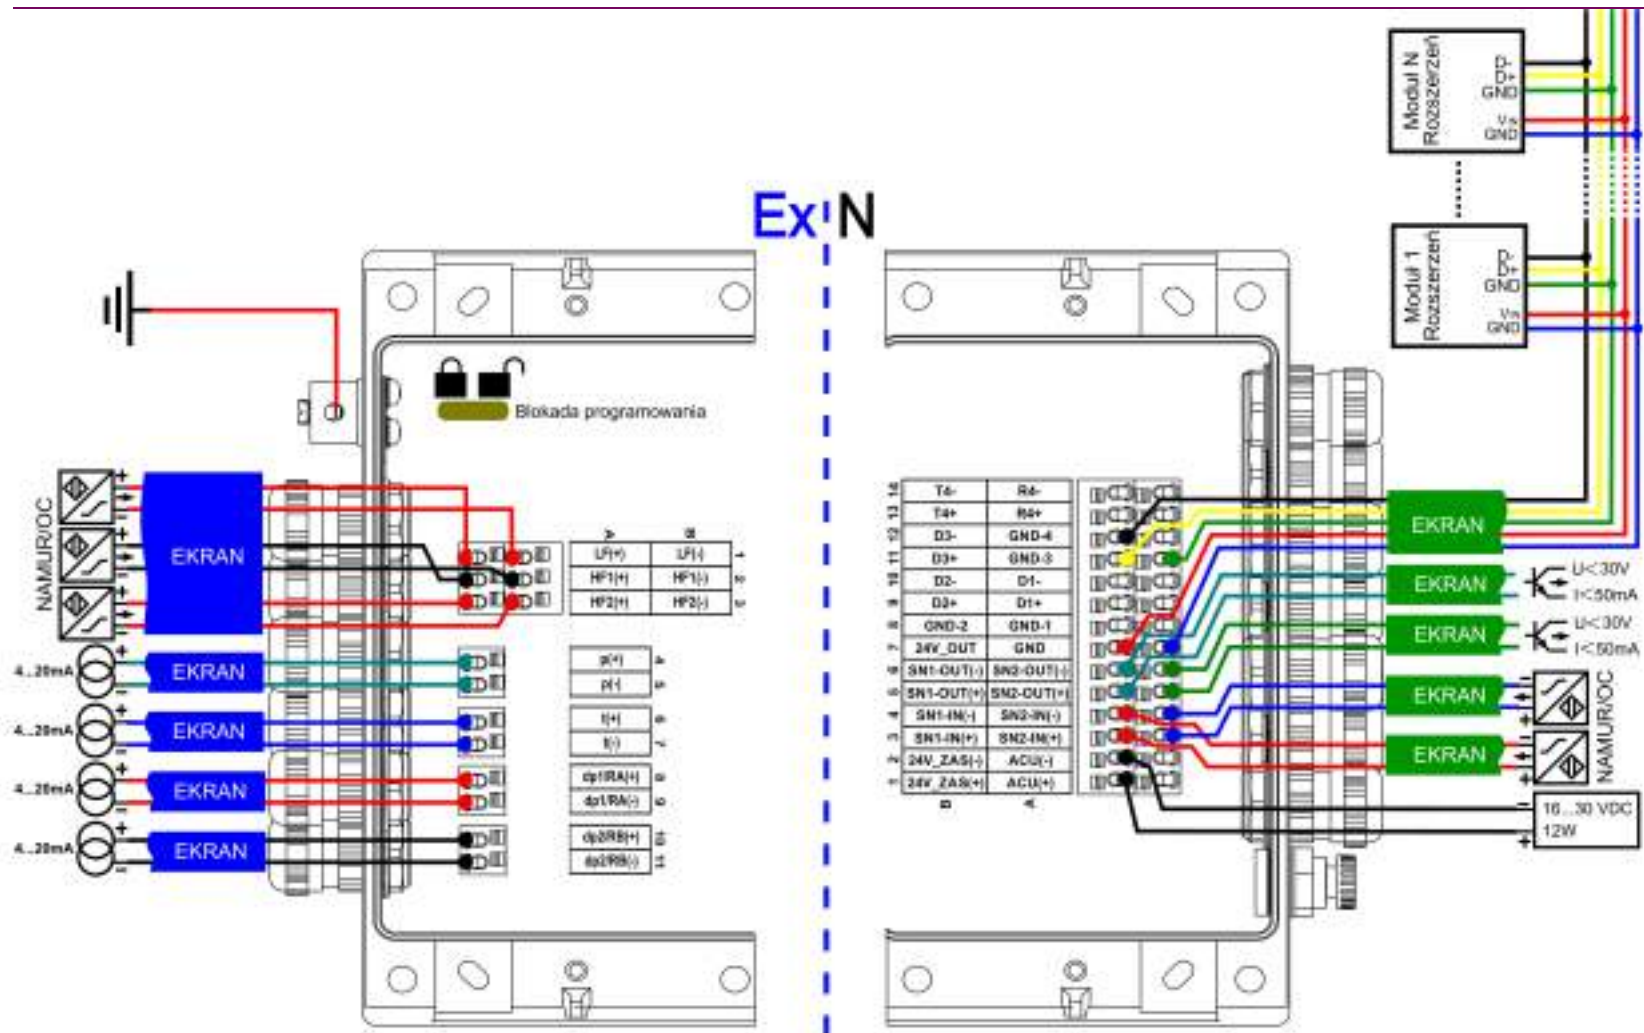 Ex N
Moduł N
Rozszerzeń
D-
D+
GND
Vin
GND
Moduł 1
Rozszerzeń
D-
D+
GND
Vin
GND
Blokada programowania
NAMUR/OC
+
-
+
-
+
-
EKRAN
A B
LF(+) LF(-) 1
HF1(+) HF1(-) 2
HF2(+) HF2(-) 3
4...20mA
+
-
EKRAN
p(+) 4
p(-) 5
4...20mA
+
-
EKRAN
t(+) 6
t(-) 7
4...20mA
+
-
EKRAN
dp1/RA(+) 8
dp1/RA(-) 9
4...20mA
+
-
EKRAN
dp2/RB(+) 10
dp2/RB(-) 11
14 T4- R4-
13 T4+ R4+
12 D3- GND-4
11 D3+ GND-3
10 D2- D1-
9 D2+ D1+
8 GND-2 GND-1
7 24V_OUT GND
6 SN1-OUT(-) SN2-OUT(-)
5 SN1-OUT(+) SN2-OUT(+)
4 SN1-IN(-) SN2-IN(-)
3 SN1-IN(+) SN2-IN(+)
2 24V_ZAS(-) ACU(-)
1 24V_ZAS(+) ACU(+)
B A
EKRAN
EKRAN
U<30V
I<50mA
EKRAN
U<30V
I<50mA
EKRAN
-
+
EKRAN
-
+
NAMUR/OC
-
+
16...30 VDC
12W